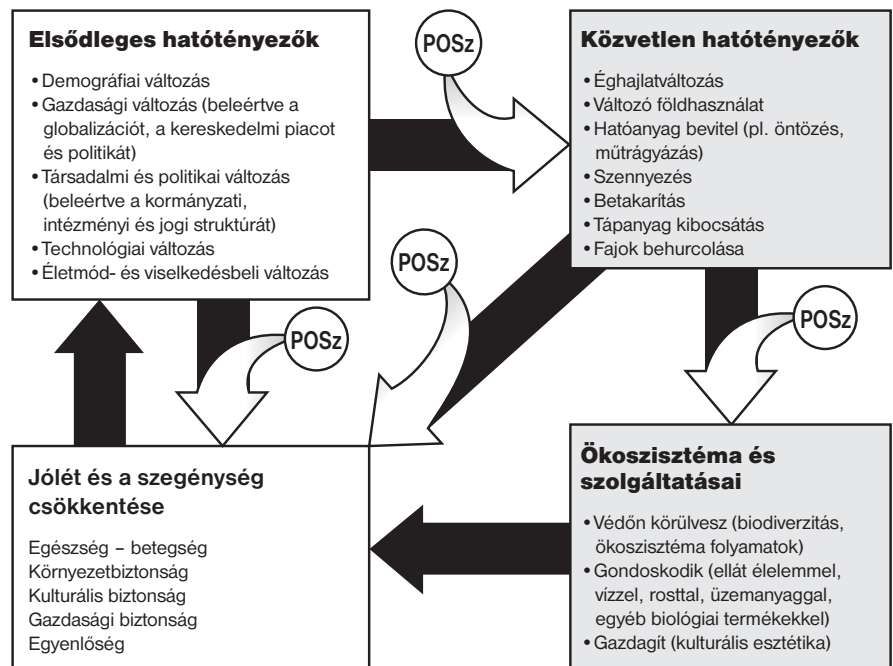 Elsődleges hatótényezők
• Demográfiai változás
• Gazdasági változás (beleértve a
globalizációt, a kereskedelmi piacot
és politikát)
• Társadalmi és politikai változás
(beleértve a kormányzati,
intézményi és jogi struktúrát)
• Technológiai változás
• Életmód- és viselkedésbeli változás
POSz
Közvetlen hatótényezők
• Éghajlatváltozás
• Változó földhasználat
• Hatóanyag bevitel (pl. öntözés,
műtrágyázás)
• Szennyezés
• Betakarítás
• Tápanyag kibocsátás
• Fajok behurcolása
POSz
POSz
POSz
Jólét és a szegénység
csökkentése
Egészség – betegség
Környezetbiztonság
Kulturális biztonság
Gazdasági biztonság
Egyenlőség
Ökoszisztéma és
szolgáltatásai
• Védőn körülvesz (biodiverzitás,
ökoszisztéma folyamatok)
• Gondoskodik (ellát élelemmel,
vízzel, rosttal, üzemanyaggal,
egyéb biológiai termékekkel)
• Gazdagít (kulturális esztétika)